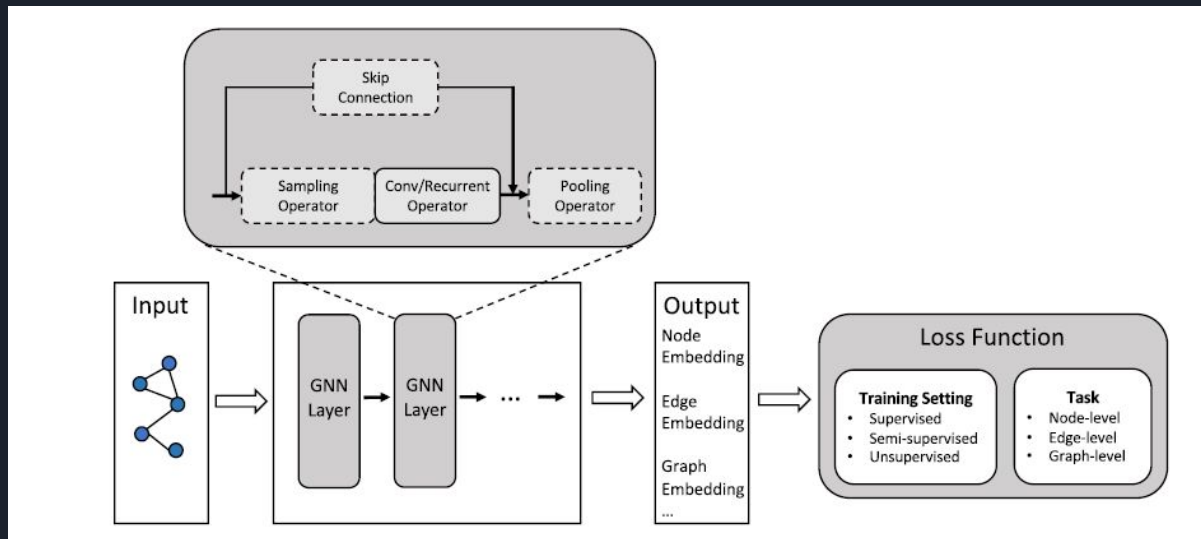 Skip
Connection
Sampling
Operator
Conv/Recurrent
Operator
Pooling
Operator
Input
GNN
Layer
GNN
Layer
...
Output
Node
Embedding
Edge
Embedding
Graph
Embedding
...
Loss Function
Training Setting
• Supervised
• Semi-supervised
• Unsupervised
Task
• Node-level
• Edge-level
• Graph-level